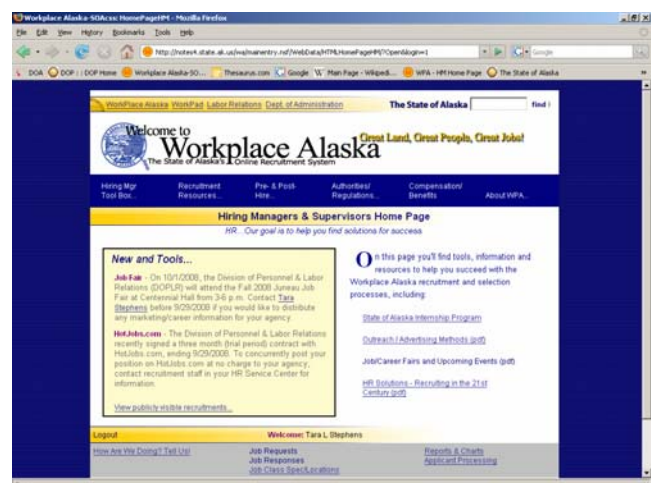 Workplace Alaska-SOAcss: HomePageHM - Mozilla Firefox
File Edit View History Bookmarks Tools Help
http://notes4.state.ak.us/wa/mainentry.nsf/WebData/HTMLHomePageHM/?Open&login=1
Google
DOA DOP ::: DOP Home Workplace Alaska-SO... Thesaurus.com Google Main Page - Wikiped... WPA - HM Home Page The State of Alaska
WorkPlace Alaska WorkPad Labor Relations Dept. of Administration The State of Alaska find
Welcome to
Workplace Alaska
The State of Alaska's Online Recruitment System
Great Land, Great People, Great Jobs!
Hiring Mgr Tool Box... Recruitment Resources... Pre- & Post- Hire... Authorities/ Regulations... Compensation/ Benefits About WPA...
Hiring Managers & Supervisors Home Page
HR...Our goal is to help you find solutions for success
New and Tools...
Job Fair - On 10/1/2008, the Division of Personnel & Labor
Relations (DOPLR) will attend the Fall 2008 Juneau Job
Fair at Centennial Hall from 3-6 p.m. Contact Tara
Stephens before 9/29/2008 if you would like to distribute
any marketing/career information for your agency.
HotJobs.com - The Division of Personnel & Labor Relations
recently signed a three month (trial period) contract with
HotJobs.com, ending 9/29/2008. To concurrently post your
position on HotJobs.com at no charge to your agency,
contact recruitment staff in your HR Service Center for
information.
View publicly visible recruitments...
On this page you'll find tools, information and
resources to help you succeed with the
Workplace Alaska recruitment and selection
processes, including:
State of Alaska Internship Program
Outreach / Advertising Methods (pdf)
Job/Career Fairs and Upcoming Events (pdf)
HR Solutions - Recruiting in the 21st
Century (pdf)
Logout Welcome: Tara L Stephens
How Are We Doing? Tell Us! Job Requests Reports & Charts
Job Responses Applicant Processing
Job Class Spec/Locations